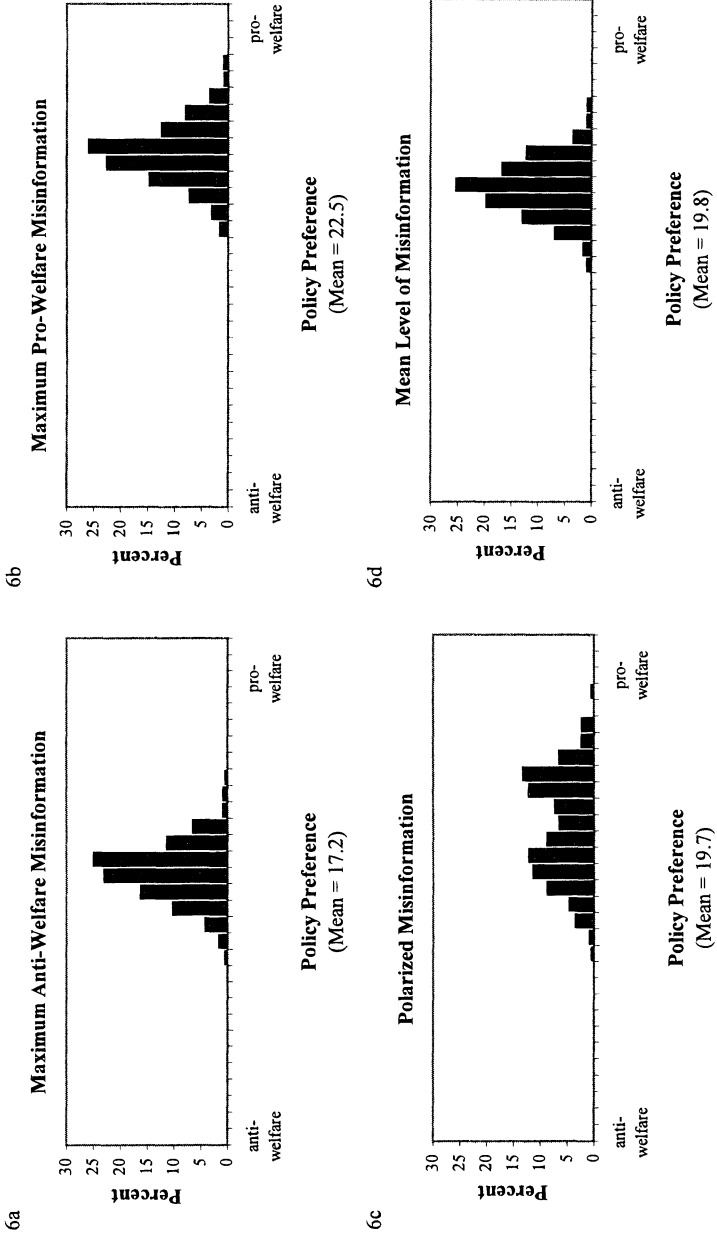 6a
Maximum Anti-Welfare Misinformation
Percent
30
25
20
15
10
5
0
anti-
welfare
pro-
welfare
Policy Preference
(Mean = 17.2)
6b
Maximum Pro-Welfare Misinformation
Percent
30
25
20
15
10
5
0
anti-
welfare
pro-
welfare
Policy Preference
(Mean = 22.5)
6c
Polarized Misinformation
Percent
30
25
20
15
10
5
0
anti-
welfare
pro-
welfare
Policy Preference
(Mean = 19.7)
6d
Mean Level of Misinformation
Percent
30
25
20
15
10
5
0
anti-
welfare
pro-
welfare
Policy Preference
(Mean = 19.8)